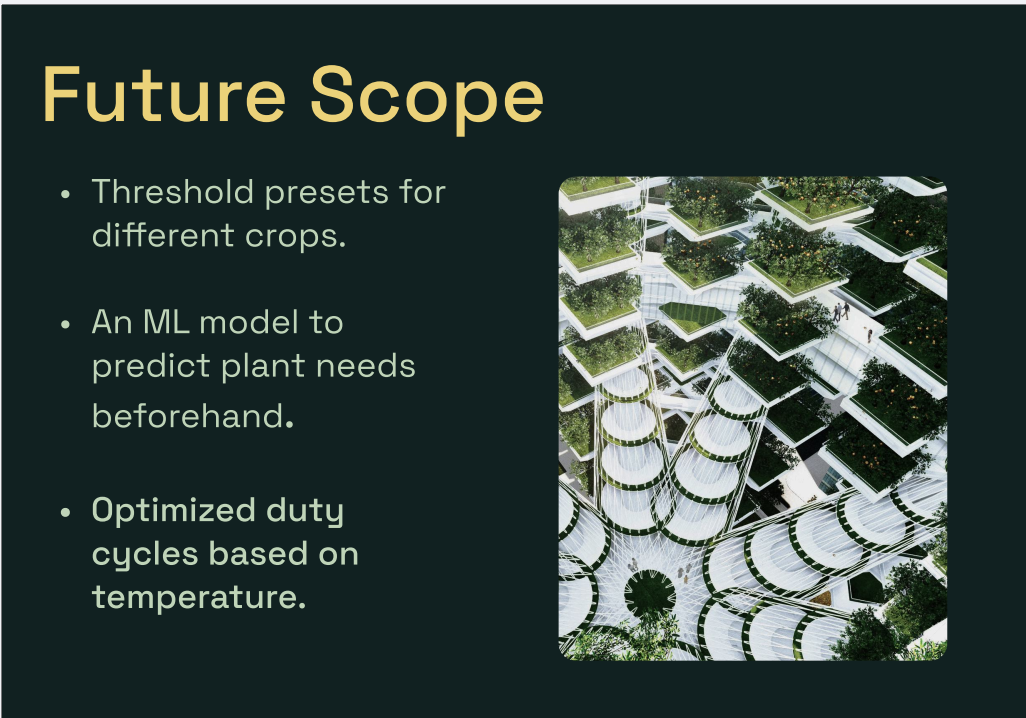 Future Scope
• Threshold presets for
different crops.
• An ML model to
predict plant needs
beforehand.
• Optimized duty
cycles based on
temperature.